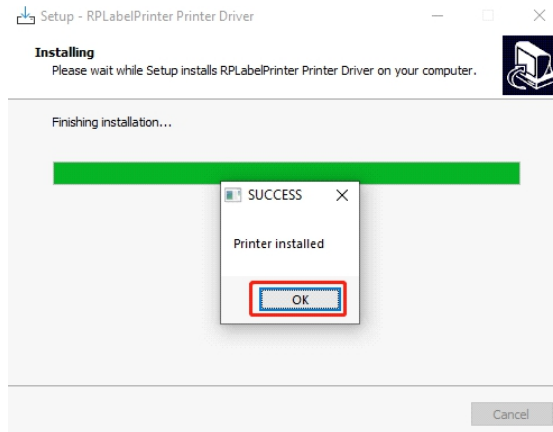 Setup - RPLabelPrinter Printer Driver
Installing
Please wait while Setup installs RPLabelPrinter Printer Driver on your computer.
Finishing installation...
SUCCESS
Printer installed
OK
Cancel